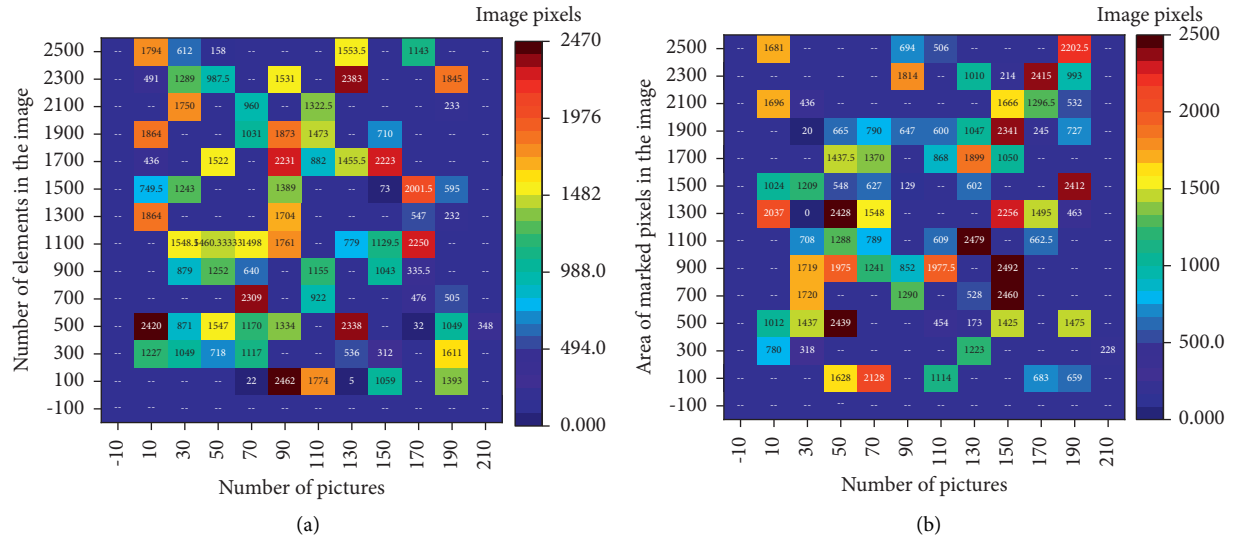 Image pixels
Number of elements in the image
2500 -- 1794 612 158 -- -- -- 1553.5 -- 1143 -- --
2300 -- 491 1289 987.5 -- 1531 -- 2383 -- -- 1845 --
2100 -- -- 1750 -- 960 -- 1322.5 -- -- -- 233 --
1900 -- 1864 -- -- 1031 1873 1473 -- 710 -- -- --
1700 -- 436 -- 1522 -- 2231 882 1455.5 2223 -- -- --
1500 -- 749.5 1243 -- -- 1389 -- -- 73 2001.5 595 --
1300 -- 1864 -- -- -- 1704 -- -- -- 547 232 --
1100 -- -- 1548.5 1460.3333 1498 1761 -- 779 1129.5 2250 -- --
900 -- -- 879 1252 640 -- 1155 -- 1043 335.5 -- --
700 -- -- -- -- 2309 -- 922 -- -- 476 505 --
500 -- 2420 871 1547 1170 1334 -- 2338 -- 32 1049 348
300 -- 1227 1049 718 1117 -- -- 536 312 -- 1611 --
100 -- -- -- -- 22 2462 1774 5 1059 -- 1393 --
-100 -- -- -- -- -- -- -- -- -- -- -- --
-10 10 30 50 70 90 110 130 150 170 190 210
Number of pictures
2470
1976
1482
988.0
494.0
0.000
(a)
Image pixels
Area of marked pixels in the image
2500 -- 1681 -- -- -- 694 506 -- -- -- 2202.5 --
2300 -- -- -- -- -- 1814 -- 1010 214 2415 993 --
2100 -- 1696 436 -- -- -- -- -- 1666 1296.5 532 --
1900 -- -- 20 665 790 647 600 1047 2341 245 727 --
1700 -- -- -- 1437.5 1370 -- 868 1899 1050 -- -- --
1500 -- 1024 1209 548 627 129 -- 602 -- -- 2412 --
1300 -- 2037 0 2428 1548 -- -- -- 2256 1495 463 --
1100 -- -- 708 1288 789 -- 609 2479 -- 662.5 -- --
900 -- -- 1719 1975 1241 852 1977.5 -- 2492 -- -- --
700 -- -- 1720 -- -- 1290 -- 528 2460 -- -- --
500 -- 1012 1437 2439 -- -- 454 173 1425 -- 1475 --
300 -- 780 318 -- -- -- -- 1223 -- -- -- 228
100 -- -- -- 1628 2128 -- 1114 -- -- 683 659 --
-100 -- -- -- -- -- -- -- -- -- -- -- --
-10 10 30 50 70 90 110 130 150 170 190 210
Number of pictures
2500
2000
1500
1000
500.0
0.000
(b)